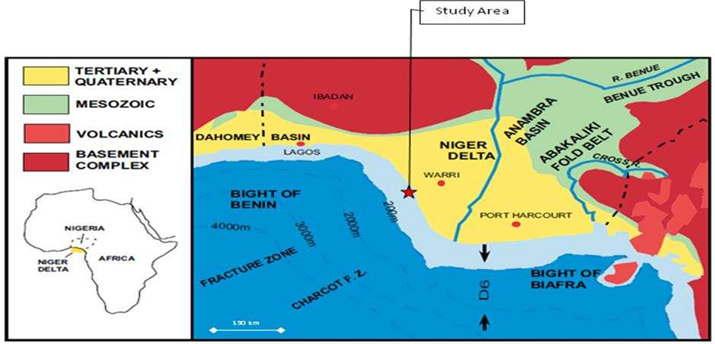 Study Area
TERTIARY +
QUATERNARY
MESOZOIC
VOLCANICS
BASEMENT
COMPLEX
NIGERIA
NIGER
DELTA
AFRICA
IBADAN
DAHOMEY BASIN
LAGOS
NIGER
DELTA
WARRI
PORT HARCOURT
ANAMBRA
BASIN
R. BENUE
BENUE TROUGH
ABAKALIKI
FOLD BELT
CROSS R.
BIGHT OF
BENIN
200m
2000m
3000m
4000m
FRACTURE ZONE
CHARCOT F.Z.
D6
BIGHT OF
BIAFRA
150 km